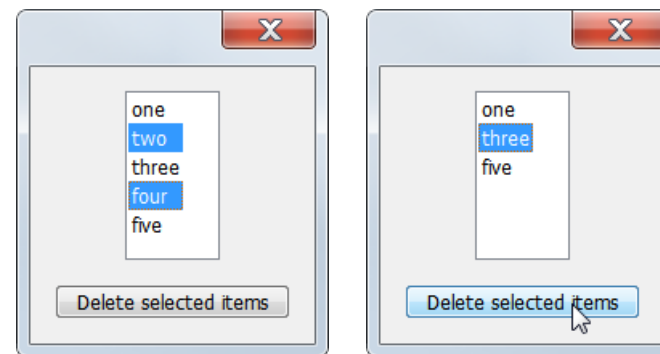 one
two
three
four
five
Delete selected items
one
three
five
Delete selected items